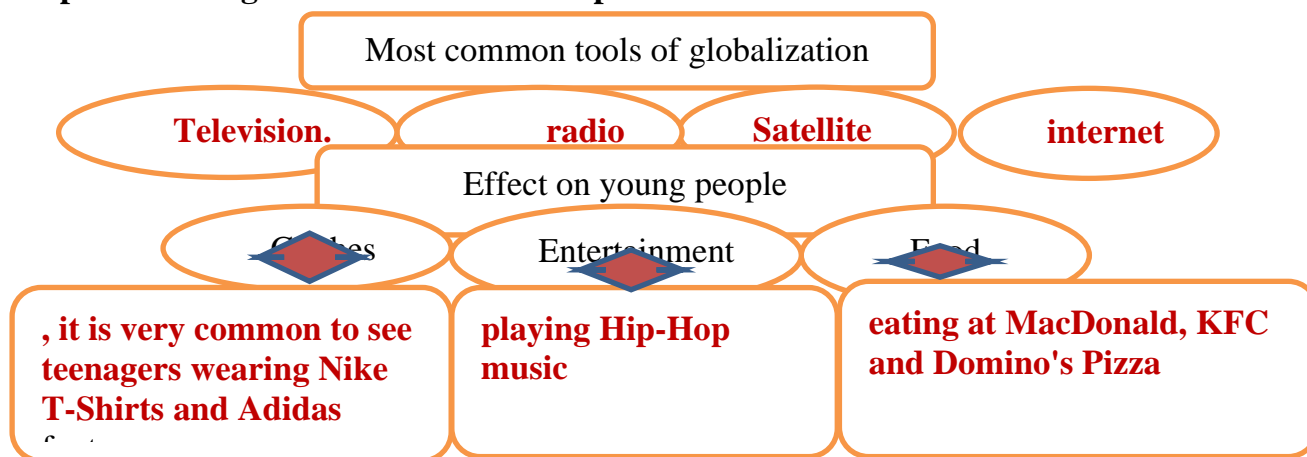 Most common tools of globalization
Television. radio Satellite internet
Effect on young people
Entertainment
, it is very common to see
teenagers wearing Nike
T-Shirts and Adidas
playing Hip-Hop
music
eating at MacDonald, KFC
and Domino's Pizza